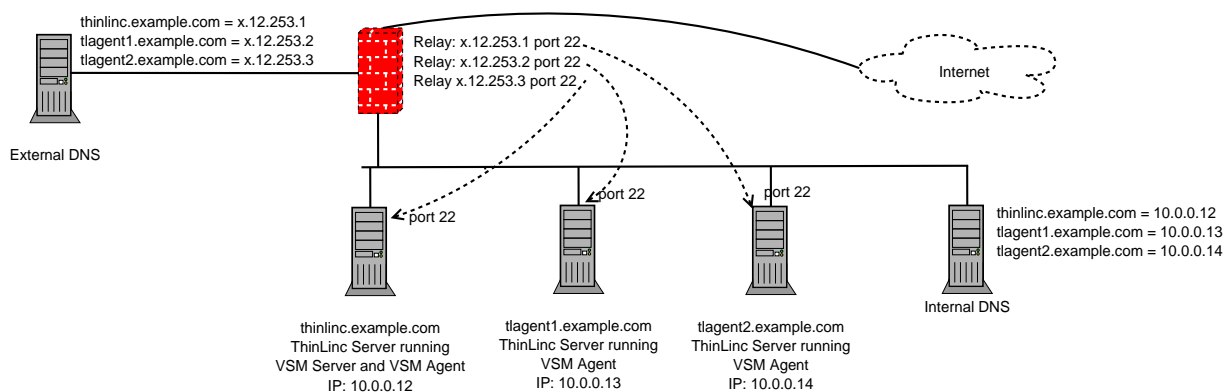 thinlinc.example.com = x.12.253.1
tlagent1.example.com = x.12.253.2
tlagent2.example.com = x.12.253.3
External DNS
Relay: x.12.253.1 port 22
Relay: x.12.253.2 port 22
Relay x.12.253.3 port 22
Internet
port 22
port 22
port 22
thinlinc.example.com = 10.0.0.12
tlagent1.example.com = 10.0.0.13
tlagent2.example.com = 10.0.0.14
Internal DNS
thinlinc.example.com
ThinLinc Server running
VSM Server and VSM Agent
IP: 10.0.0.12
tlagent1.example.com
ThinLinc Server running
VSM Agent
IP: 10.0.0.13
tlagent2.example.com
ThinLinc Server running
VSM Agent
IP: 10.0.0.14